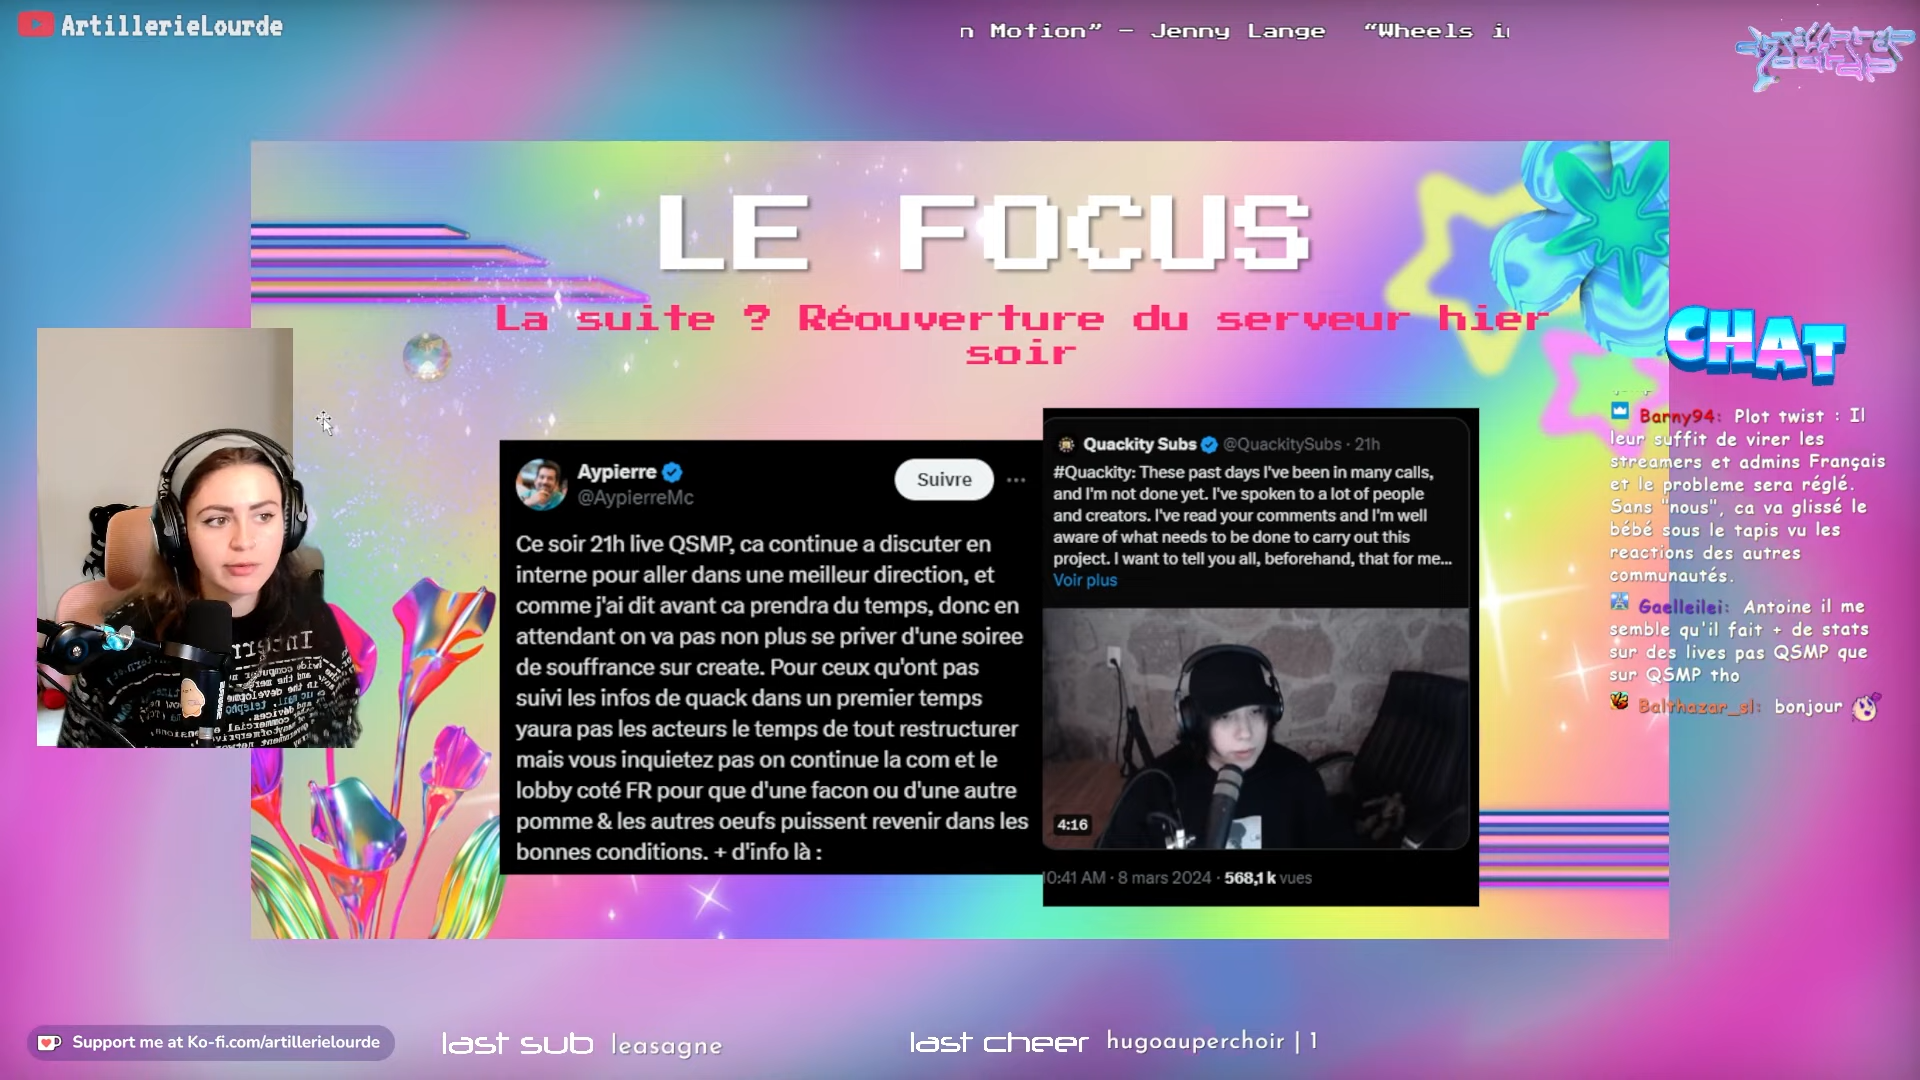 ArtillerieLourde
n Motion” – Jenny Lange “Wheels i
LE FOCUS
La suite ? Réouverture du serveur hier
soir
Aypierre
@AypierreMc
Suivre
Ce soir 21h live QSMP, ca continue a discuter en
interne pour aller dans une meilleur direction, et
comme j'ai dit avant ca prendra du temps, donc en
attendant on va pas non plus se priver d'une soiree
de souffrance sur create. Pour ceux qu'ont pas
suivi les infos de quack dans un premier temps
yaura pas les acteurs le temps de tout restructurer
mais vous inquietez pas on continue la com et le
lobby coté FR pour que d'une facon ou d'une autre
pomme & les autres oeufs puissent revenir dans les
bonnes conditions. + d'info là :
Quackity Subs @QuackitySubs · 21h
#Quackity: These past days I've been in many calls,
and I'm not done yet. I've spoken to a lot of people
and creators. I've read your comments and I'm well
aware of what needs to be done to carry out this
project. I want to tell you all, beforehand, that for me...
Voir plus
4:16
10:41 AM · 8 mars 2024 · 568,1 k vues
CHAT
Barny94: Plot twist : Il
leur suffit de virer les
streamers et admins Français
et le probleme sera réglé.
Sans "nous", ca va glissé le
bébé sous le tapis vu les
reactions des autres
communautés.
Gaelleilei: Antoine il me
semble qu'il fait + de stats
sur des lives pas QSMP que
sur QSMP tho
Balthazar_sl: bonjour
Support me at Ko-fi.com/artillerielourde
last sub leasagne
last cheer hugoauperchoir | 1